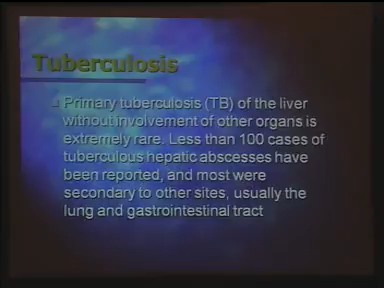 Tuberculosis
Primary tuberculosis (TB) of the liver
without involvement of other organs is
extremely rare. Less than 100 cases of
tuberculous hepatic abscesses have
been reported, and most were
secondary to other sites, usually the
lung and gastrointestinal tract